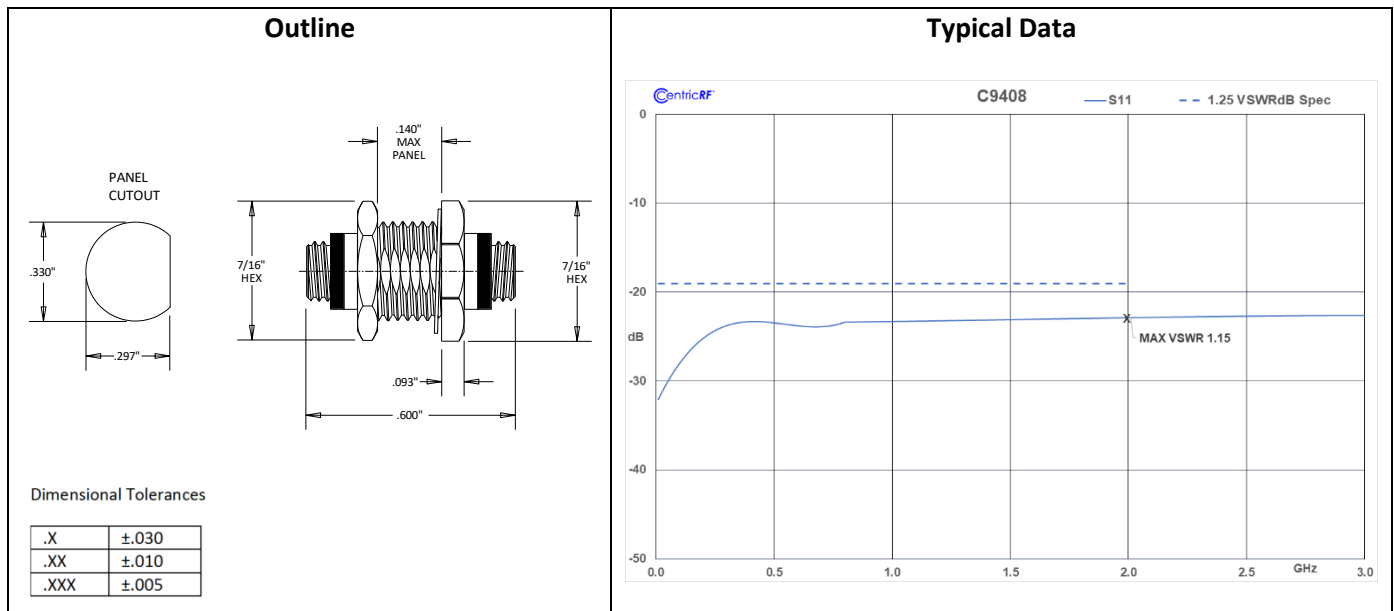 Outline
PANEL
CUTOUT
.330"
.297"
.140"
MAX
PANEL
7/16"
HEX
7/16"
HEX
.093"
.600"
Dimensional Tolerances
.X ±.030
.XX ±.010
.XXX ±.005
Typical Data
CentricRF
C9408
S11
1.25 VSWRdB Spec
0
-10
-20
dB
-30
-40
-50
X
MAX VSWR 1.15
0.0 0.5 1.0 1.5 2.0 2.5 GHz 3.0